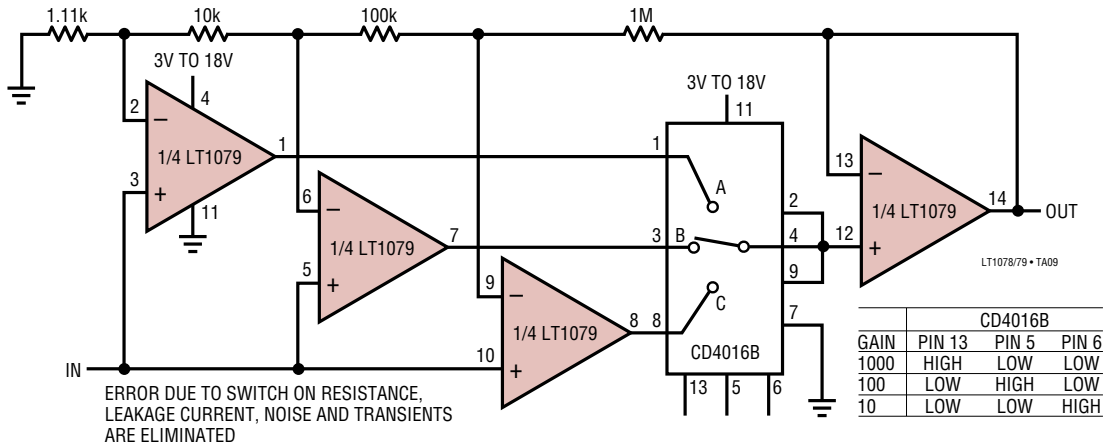 1.11k 10k 100k 1M
3V TO 18V
4
2
−
1/4 LT1079
1
3
+
11
6
−
1/4 LT1079
7
5
+
9
−
1/4 LT1079
8
10
+
IN
ERROR DUE TO SWITCH ON RESISTANCE,
LEAKAGE CURRENT, NOISE AND TRANSIENTS
ARE ELIMINATED
3V TO 18V
11
1
A
2
3 B
4
9
8
C
7
CD4016B
13 5 6
13
−
1/4 LT1079
14
OUT
12
+
LT1078/79 • TA09
CD4016B
GAIN PIN 13 PIN 5 PIN 6
1000 HIGH LOW LOW
100 LOW HIGH LOW
10 LOW LOW HIGH